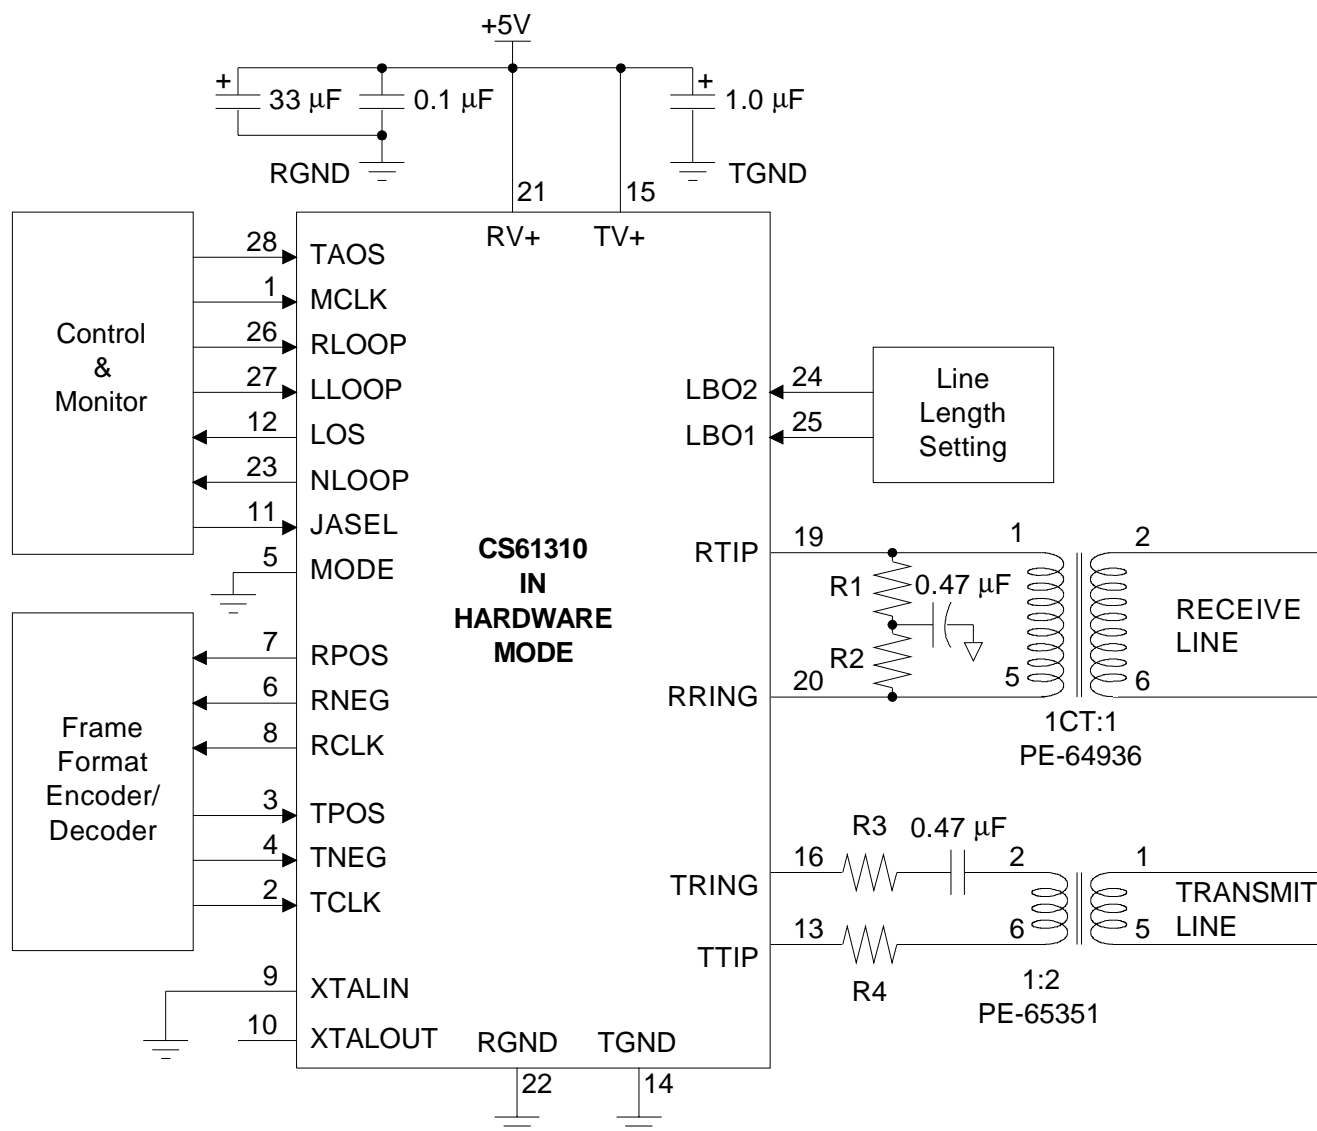 +5V
+
33 µF
0.1 µF
+
1.0 µF
RGND
TGND
21
15
RV+
TV+
Control
&
Monitor
28
TAOS
1
MCLK
26
RLOOP
27
LLOOP
12
LOS
23
NLOOP
11
JASEL
5
MODE
Frame
Format
Encoder/
Decoder
7
RPOS
6
RNEG
8
RCLK
3
TPOS
4
TNEG
2
TCLK
9
XTALIN
10
XTALOUT
CS61310
IN
HARDWARE
MODE
LBO2
24
LBO1
25
Line
Length
Setting
RTIP
19
R1
0.47 µF
R2
RRING
20
1
2
5
6
RECEIVE
LINE
1CT:1
PE-64936
R3
0.47 µF
TRING
16
TTIP
13
R4
2
1
6
5
TRANSMIT
LINE
1:2
PE-65351
RGND
TGND
22
14